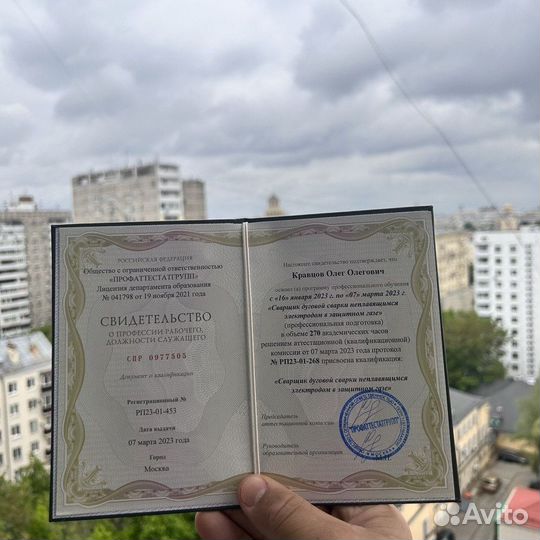 РОССИЙСКАЯ ФЕДЕРАЦИЯ
Общество с ограниченной ответственностью
«ПРОФАТТЕСТАТГРУПП»
Лицензия департамента образования
№ 041798 от 19 ноября 2021 года
СВИДЕТЕЛЬСТВО
О ПРОФЕССИИ РАБОЧЕГО,
ДОЛЖНОСТИ СЛУЖАЩЕГО
СПР 0977503
Документ о квалификации
Регистрационный №
РП23-01-453
Дата выдачи
07 марта 2023 года
Город
Москва
Настоящее свидетельство подтверждает, что
Кравцов Олег Олегович
освоил (а) программу профессионального обучения
с «16» января 2023 г. по «07» марта 2023 г.
«Сварщик дуговой сварки неплавящимся
электродом в защитном газе»
(профессиональная подготовка)
в объеме 270 академических часов
решением аттестационной (квалификационной)
комиссии от 07 марта 2023 года протокол
№ РП23-01-268 присвоена квалификация:
«Сварщик дуговой сварки неплавящимся
электродом в защитном газе»
Председатель
аттестационной комиссии
Руководитель
образовательной организации
"ПРОФАТТЕСТАТГРУПП"
Avito